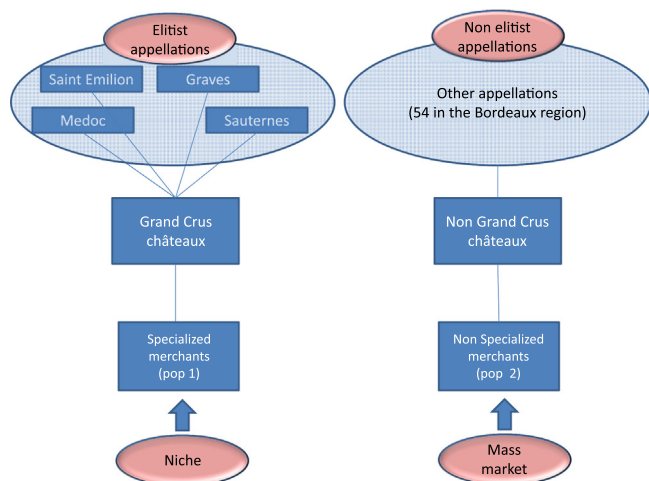 Elitist
appellations
Saint Emilion
Graves
Medoc
Sauternes
Grand Crus
châteaux
Specialized
merchants
(pop 1)
Niche
Non elitist
appellations
Other appellations
(54 in the Bordeaux region)
Non Grand Crus
châteaux
Non Specialized
merchants
(pop 2)
Mass
market